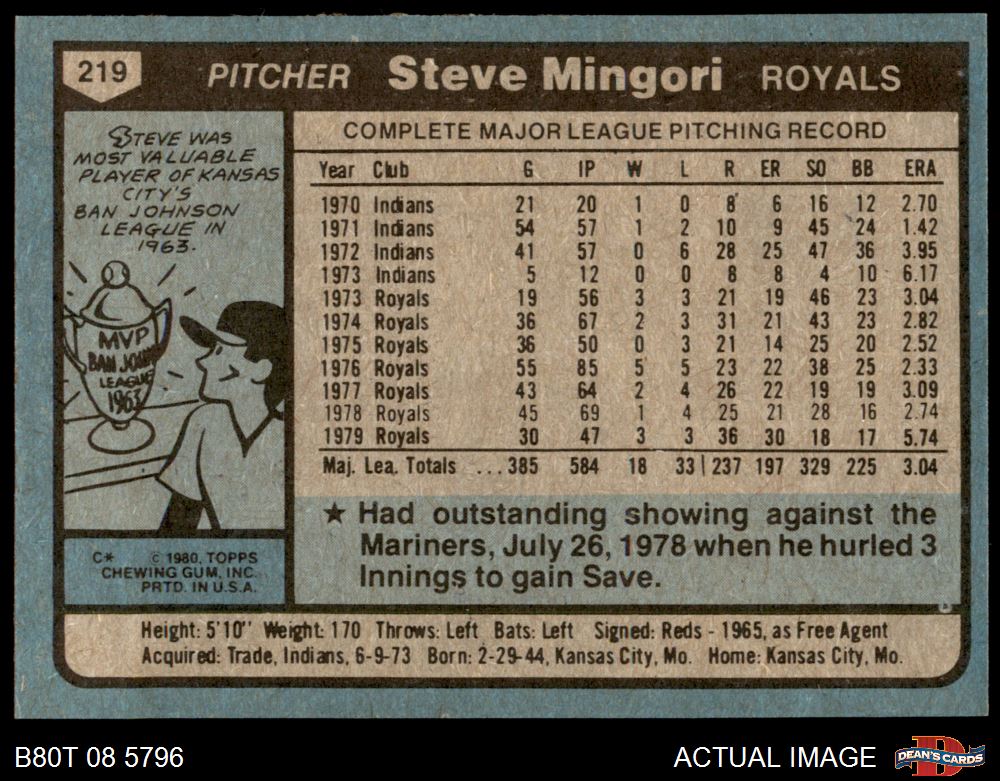 219 PITCHER Steve Mingori ROYALS
STEVE WAS
MOST VALUABLE
PLAYER OF KANSAS
CITY'S
BAN JOHNSON
LEAGUE IN
1963.
MVP
BAN JOHN
LEAGUE
1963
C* © 1980, TOPPS
CHEWING GUM, INC.
PRTD. IN U.S.A.
COMPLETE MAJOR LEAGUE PITCHING RECORD
Year Club G IP W L R ER SO BB ERA
1970 Indians 21 20 1 0 8 6 16 12 2.70
1971 Indians 54 57 1 2 10 9 45 24 1.42
1972 Indians 41 57 0 6 28 25 47 36 3.95
1973 Indians 5 12 0 0 8 8 4 10 6.17
1973 Royals 19 56 3 3 21 19 46 23 3.04
1974 Royals 36 67 2 3 31 21 43 23 2.82
1975 Royals 36 50 0 3 21 14 25 20 2.52
1976 Royals 55 85 5 5 23 22 38 25 2.33
1977 Royals 43 64 2 4 26 22 19 19 3.09
1978 Royals 45 69 1 4 25 21 28 16 2.74
1979 Royals 30 47 3 3 36 30 18 17 5.74
Maj. Lea. Totals ...385 584 18 33 237 197 329 225 3.04
★ Had outstanding showing against the
Mariners, July 26, 1978 when he hurled 3
Innings to gain Save.
Height: 5'10" Weight: 170 Throws: Left Bats: Left Signed: Reds - 1965, as Free Agent
Acquired: Trade, Indians, 6-9-73 Born: 2-29-44, Kansas City, Mo. Home: Kansas City, Mo.
B80T 08 5796 ACTUAL IMAGE DEAN'S CARDS